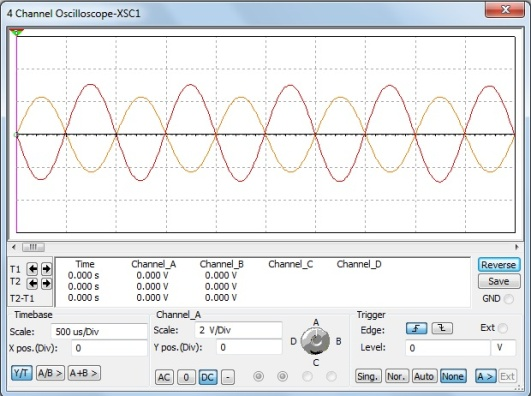 4 Channel Oscilloscope-XSC1
Time Channel_A Channel_B Channel_C Channel_D
T1 0.000 s 0.000 V 0.000 V
T2 0.000 s 0.000 V 0.000 V
T2-T1 0.000 s 0.000 V 0.000 V
Reverse
Save
GND
Timebase
Scale: 500 us/Div
X pos.(Div): 0
Y/T A/B > A+B >
Channel_A
Scale: 2 V/Div
Y pos.(Div): 0
AC 0 DC -
A
D B
C
Trigger
Edge: Ext
Level: 0 V
Sing. Nor. Auto None A > Ext